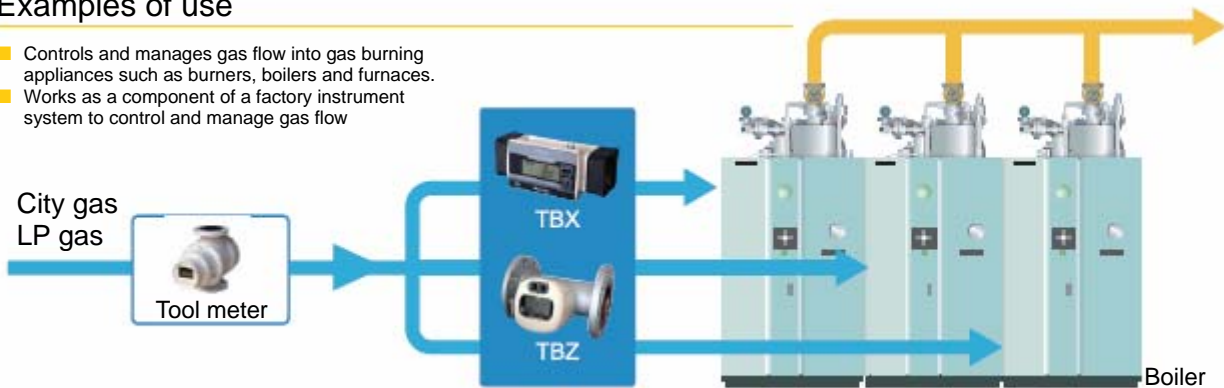 Examples of use
Controls and manages gas flow into gas burning
appliances such as burners, boilers and furnaces.
Works as a component of a factory instrument
system to control and manage gas flow
City gas
LP gas
Tool meter
TBX
TBZ
Boiler